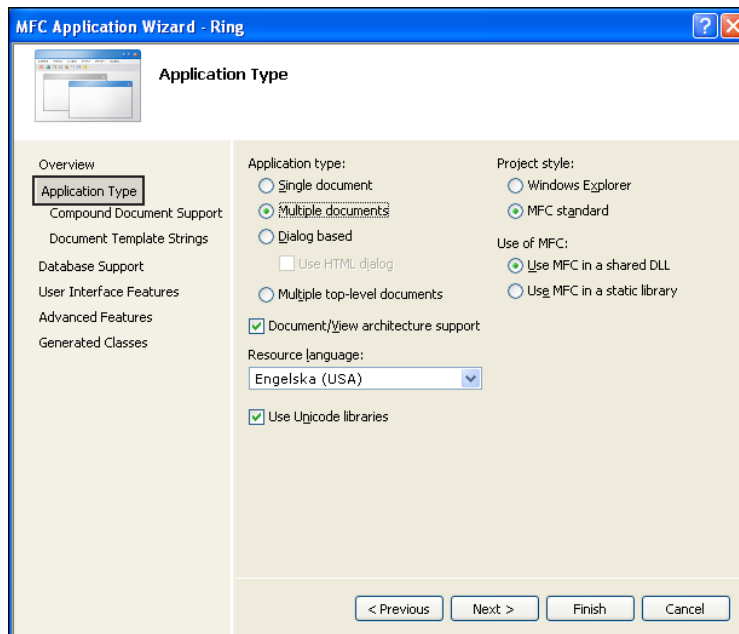 MFC Application Wizard - Ring
Application Type
Overview
Application Type
Compound Document Support
Document Template Strings
Database Support
User Interface Features
Advanced Features
Generated Classes
Application type:
Single document
Multiple documents
Dialog based
Use HTML dialog
Multiple top-level documents
Document/View architecture support
Resource language:
Engelska (USA)
Use Unicode libraries
Project style:
Windows Explorer
MFC standard
Use of MFC:
Use MFC in a shared DLL
Use MFC in a static library
< Previous
Next >
Finish
Cancel